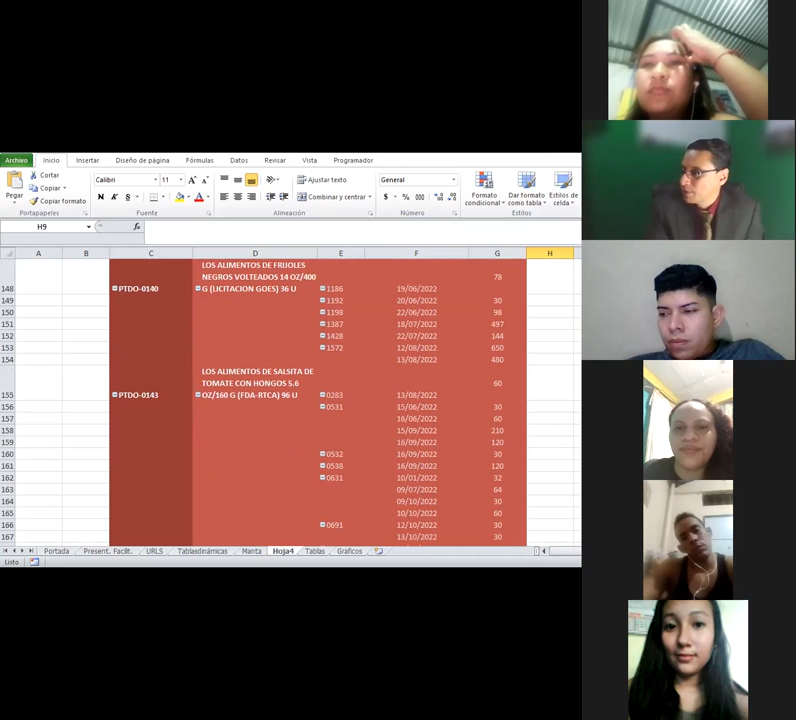 Archivo Inicio Insertar Diseño de página Fórmulas Datos Revisar Vista Programador
Pegar
Cortar
Copiar
Copiar formato
Portapapeles
Calibri 11
N K S
Fuente
Ajustar texto
Combinar y centrar
Alineación
General
$ % 000
Número
Formato condicional
Dar formato como tabla
Estilos de celda
Estilos
H9 fx
A B C D E F G H
LOS ALIMENTOS DE FRIJOLES
NEGROS VOLTEADOS 14 OZ/400 78
148 PTDO-0140 G (LICITACION GOES) 36 U 1186 19/06/2022
149 1192 20/06/2022 30
150 1198 22/06/2022 98
151 1387 18/07/2022 497
152 1428 22/07/2022 144
153 1572 12/08/2022 650
154 13/08/2022 480
LOS ALIMENTOS DE SALSITA DE
TOMATE CON HONGOS 5.6 60
155 PTDO-0143 OZ/160 G (FDA-RTCA) 96 U 0283 13/08/2022
156 0531 15/06/2022 30
157 16/06/2022 60
158 15/09/2022 210
159 16/09/2022 120
160 0532 16/09/2022 30
161 0538 16/09/2022 120
162 0631 10/01/2022 32
163 09/07/2022 64
164 09/10/2022 30
165 10/10/2022 60
166 0691 12/10/2022 30
167 13/10/2022 30
Portada Present. Facilit. URLS Tablasdinámicas Manta Hoja4 Tablas Graficos
Listo